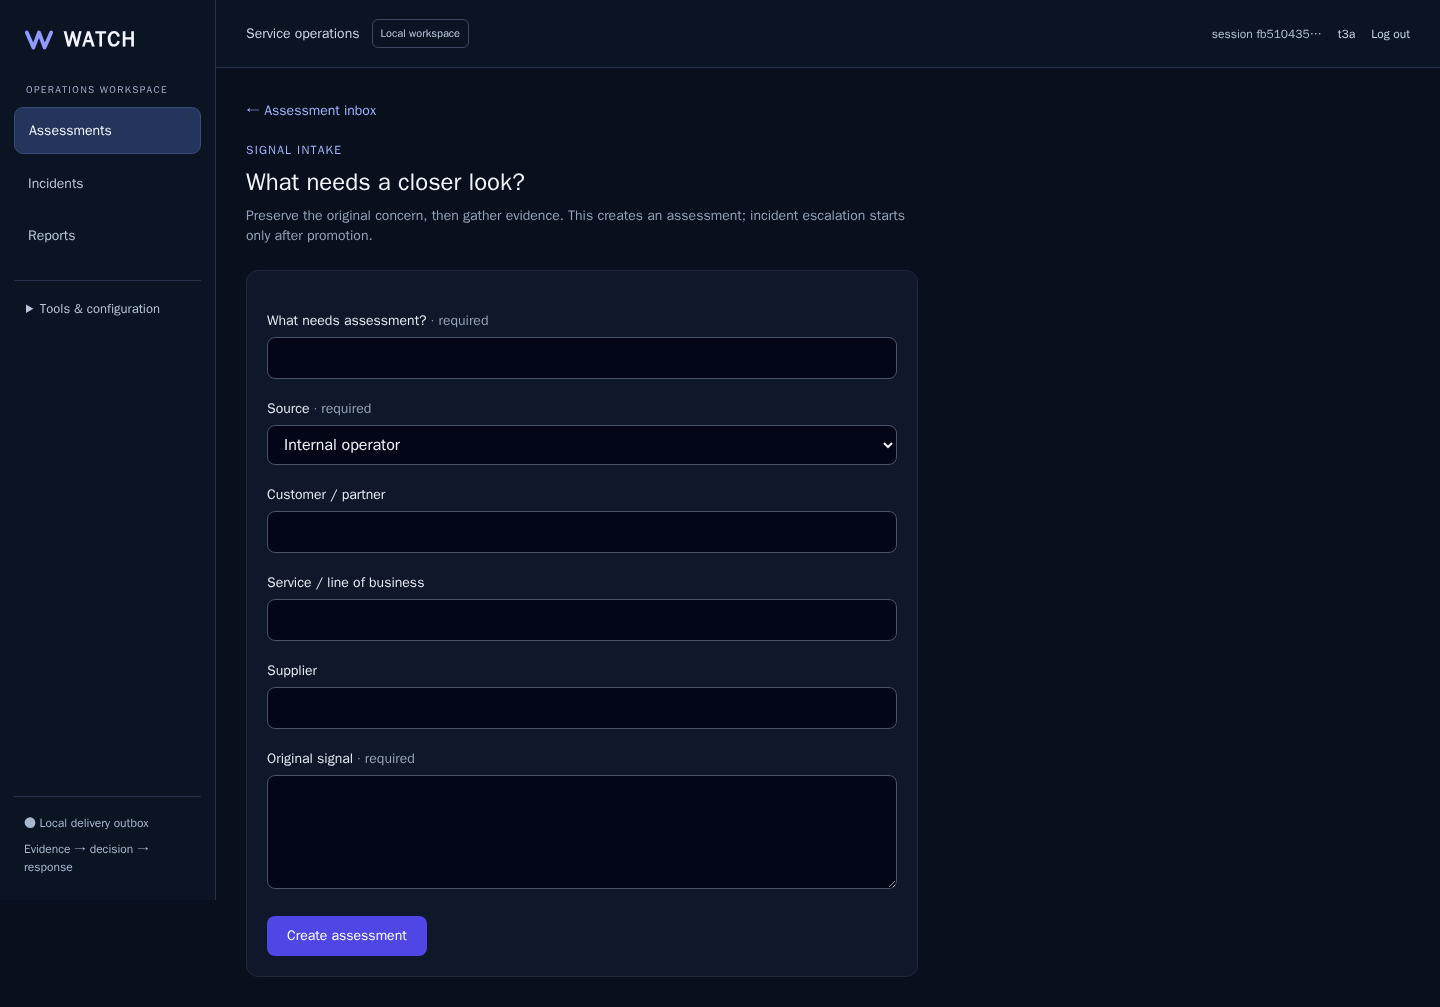 WATCH
OPERATIONS WORKSPACE
Assessments
Incidents
Reports
▶ Tools & configuration
Local delivery outbox
Evidence → decision →
response
Service operations
Local workspace
session fb510435…
t3a
Log out
← Assessment inbox
SIGNAL INTAKE
What needs a closer look?
Preserve the original concern, then gather evidence. This creates an assessment; incident escalation starts
only after promotion.
What needs assessment? · required
Source · required
Internal operator
Customer / partner
Service / line of business
Supplier
Original signal · required
Create assessment